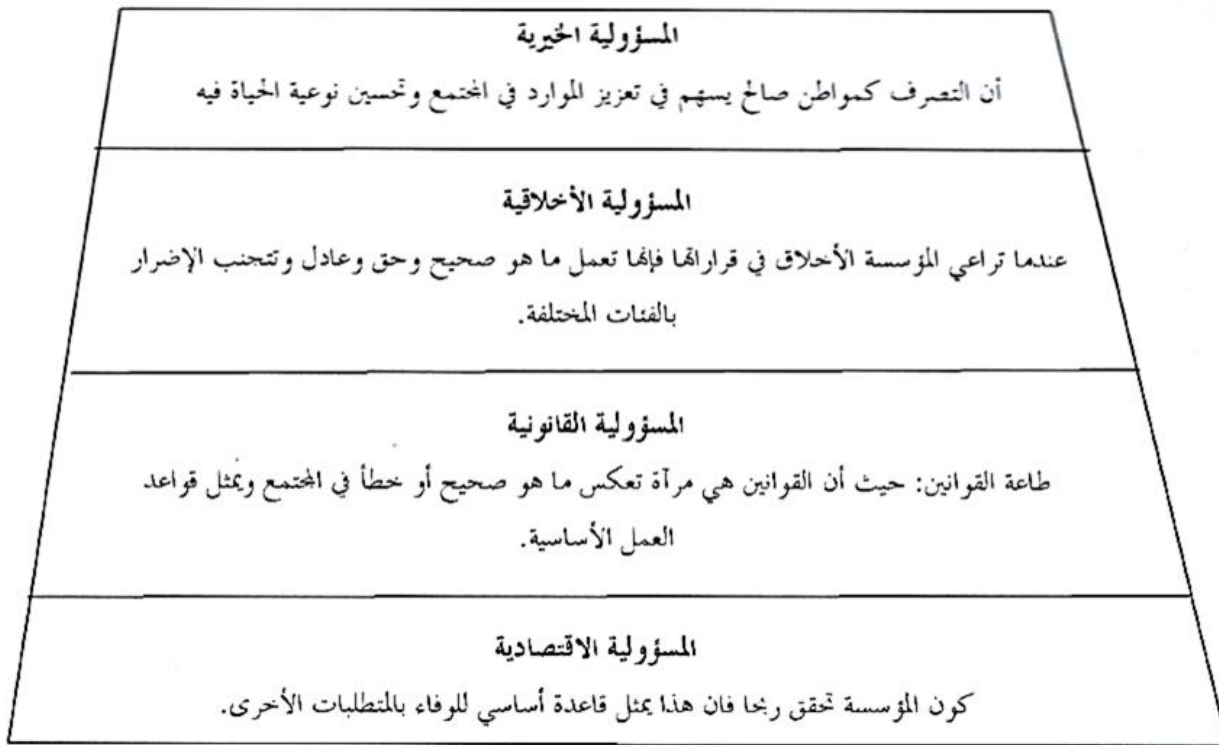 المسؤولية الخيرية
أن التصرف كمواطن صالح يسهم في تعزيز الموارد في المجتمع وتحسين نوعية الحياة فيه
المسؤولية الأخلاقية
عندما تراعي المؤسسة الأخلاق في قراراتها فإنها تعمل ما هو صحيح وحق وعادل وتتجنب الإضرار
بالفئات المختلفة.
المسؤولية القانونية
طاعة القوانين: حيث أن القوانين هي مرآة تعكس ما هو صحيح أو خطأ في المجتمع ويمثل قواعد
العمل الأساسية.
المسؤولية الاقتصادية
كون المؤسسة تحقق ربحا فان هذا يمثل قاعدة أساسي للوفاء بالمتطلبات الأخرى.